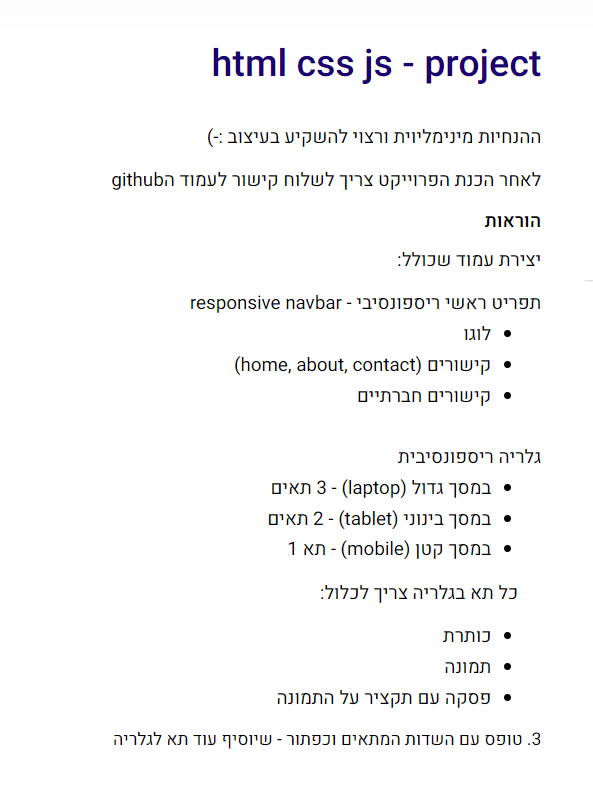 html css js - project
ההנחיות מינימליוית ורצוי להשקיע בעיצוב :-)
לאחר הכנת הפרוייקט צריך לשלוח קישור לעמוד הgithub
הוראות
יצירת עמוד שכולל:
תפריט ראשי ריספונסיבי - responsive navbar
• לוגו
• קישורים (home, about, contact)
• קישורים חברתיים
גלריה ריספונסיבית
• במסך גדול (laptop) - 3 תאים
• במסך בינוני (tablet) - 2 תאים
• במסך קטן (mobile) - תא 1
כל תא בגלריה צריך לכלול:
• כותרת
• תמונה
• פסקה עם תקציר על התמונה
3. טופס עם השדות המתאים וכפתור - שיוסיף עוד תא לגלריה